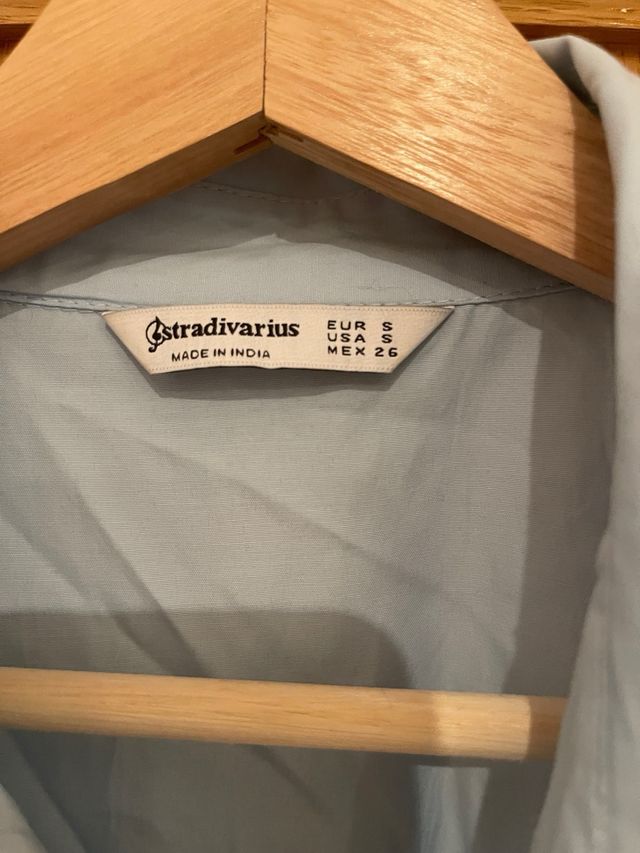 stradivarius
MADE IN INDIA
EUR S
USA S
MEX 26